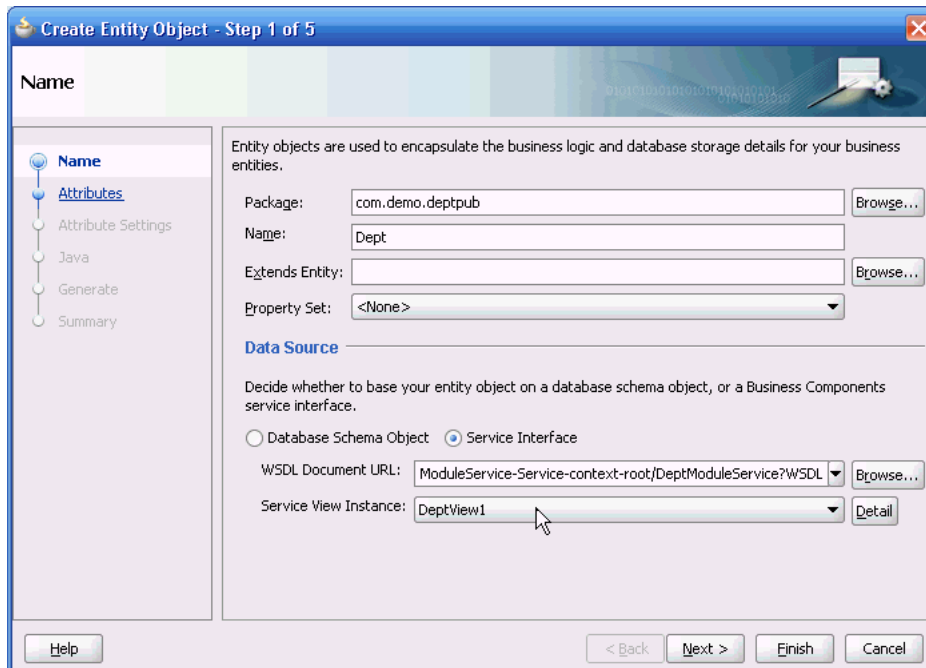 Create Entity Object - Step 1 of 5
Name
Name
Attributes
Attribute Settings
Java
Generate
Summary
Entity objects are used to encapsulate the business logic and database storage details for your business
entities.
Package: com.demo.deptpub Browse...
Name: Dept
Extends Entity: Browse...
Property Set: <None>
Data Source
Decide whether to base your entity object on a database schema object, or a Business Components
service interface.
Database Schema Object Service Interface
WSDL Document URL: ModuleService-Service-context-root/DeptModuleService?WSDL Browse...
Service View Instance: DeptView1 Detail
Help < Back Next > Finish Cancel